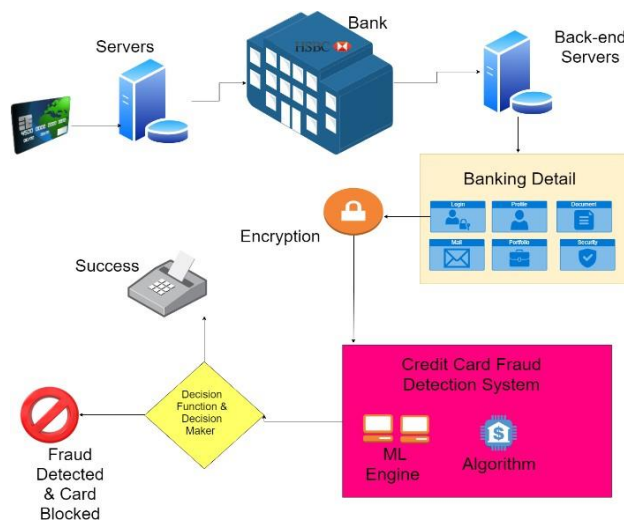 Bank
Servers
Back-end
Servers
HSBC
Banking Detail
Login
Profile
Document
Mail
Portfolio
Security
Encryption
Success
Credit Card Fraud
Detection System
Decision
Function &
Decision
Maker
ML
Engine
Algorithm
Fraud
Detected
& Card
Blocked